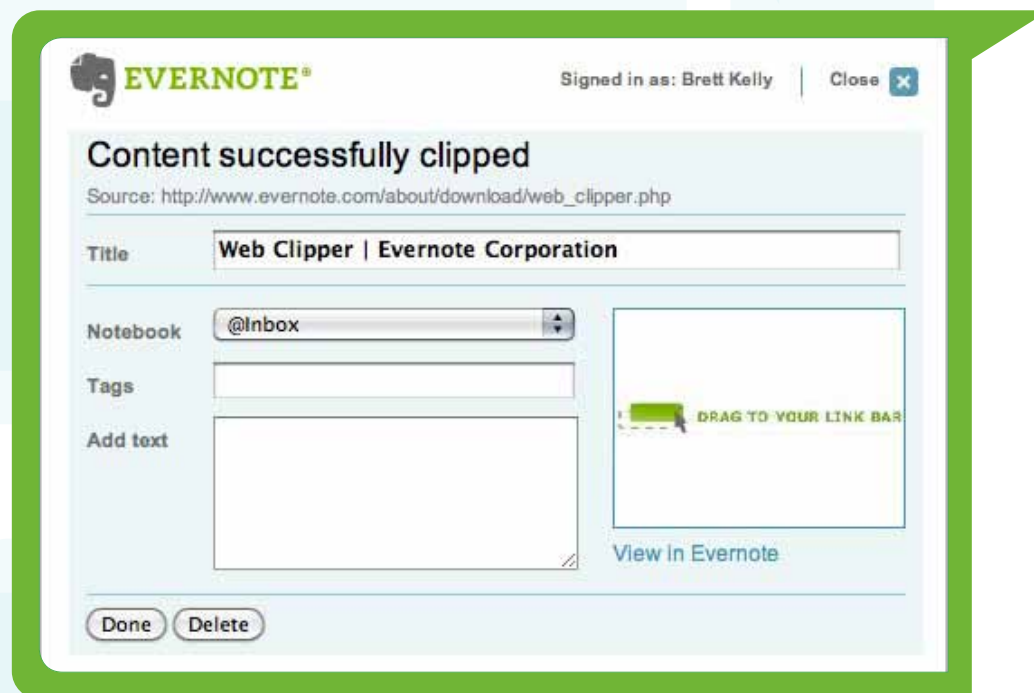 EVERNOTE®
Signed in as: Brett Kelly
Close
Content successfully clipped
Source: http://www.evernote.com/about/download/web_clipper.php
Title
Web Clipper | Evernote Corporation
Notebook
@Inbox
Tags
Add text
DRAG TO YOUR LINK BAR
View in Evernote
Done
Delete